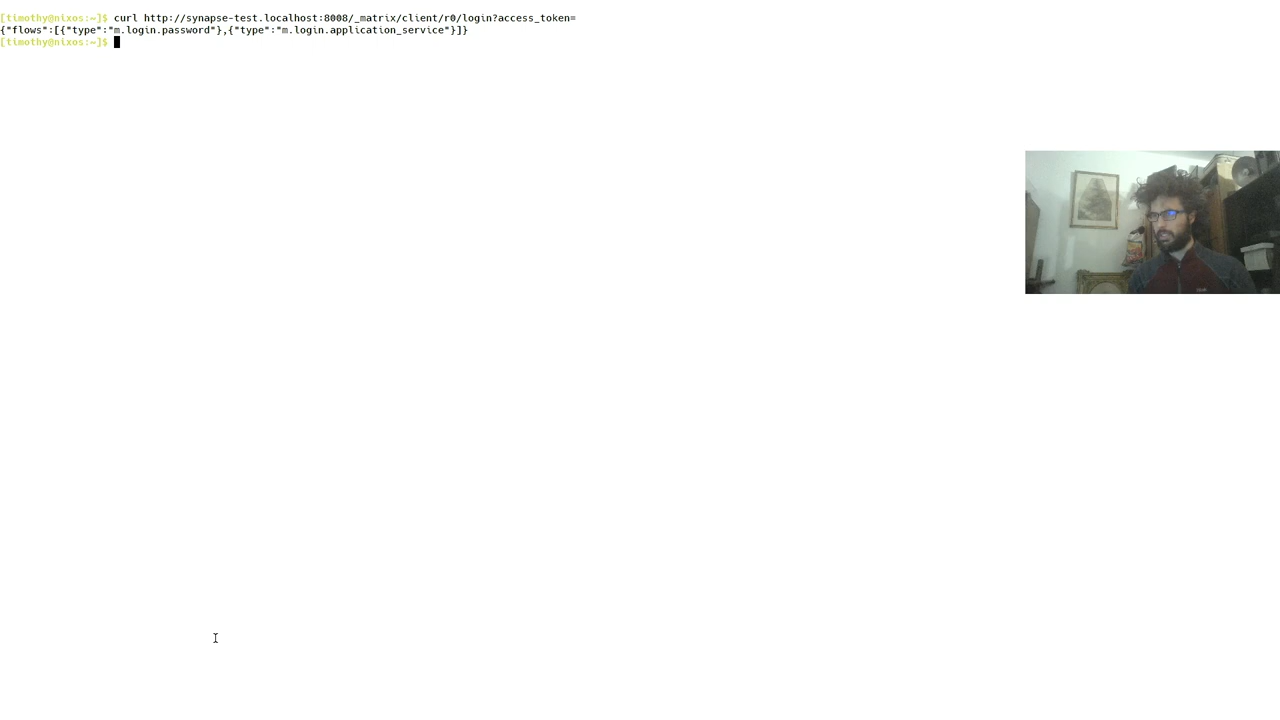 [timothy@nixos:~]$ curl http://synapse-test.localhost:8008/_matrix/client/r0/login?access_token=
{"flows":[{"type":"m.login.password"},{"type":"m.login.application_service"}]}
[timothy@nixos:~]$